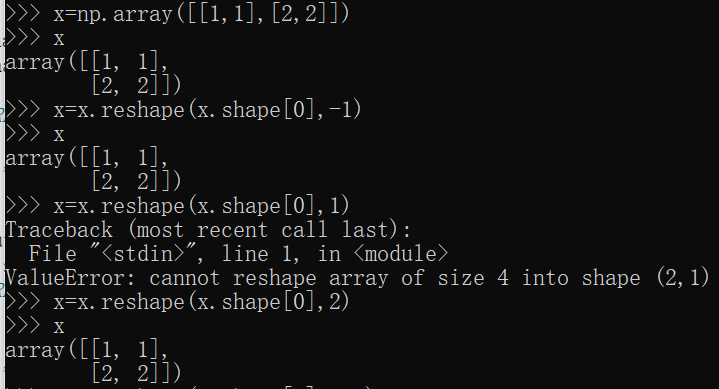 >>> x=np.array([[1,1],[2,2]])
>>> x
array([[1, 1],
       [2, 2]])
>>> x=x.reshape(x.shape[0],-1)
>>> x
array([[1, 1],
       [2, 2]])
>>> x=x.reshape(x.shape[0],1)
Traceback (most recent call last):
  File "<stdin>", line 1, in <module>
ValueError: cannot reshape array of size 4 into shape (2,1)
>>> x=x.reshape(x.shape[0],2)
>>> x
array([[1, 1],
       [2, 2]])